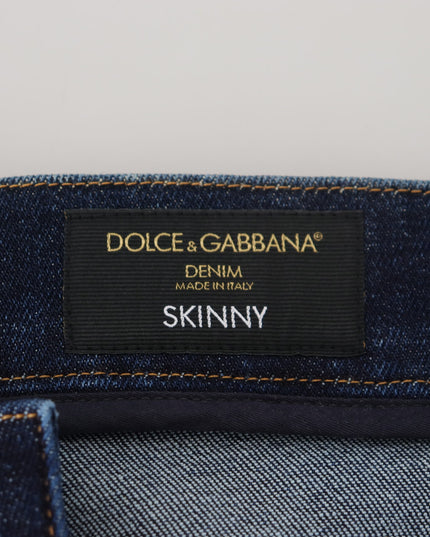 DOLCE & GABBANA®
DENIM
MADE IN ITALY
SKINNY